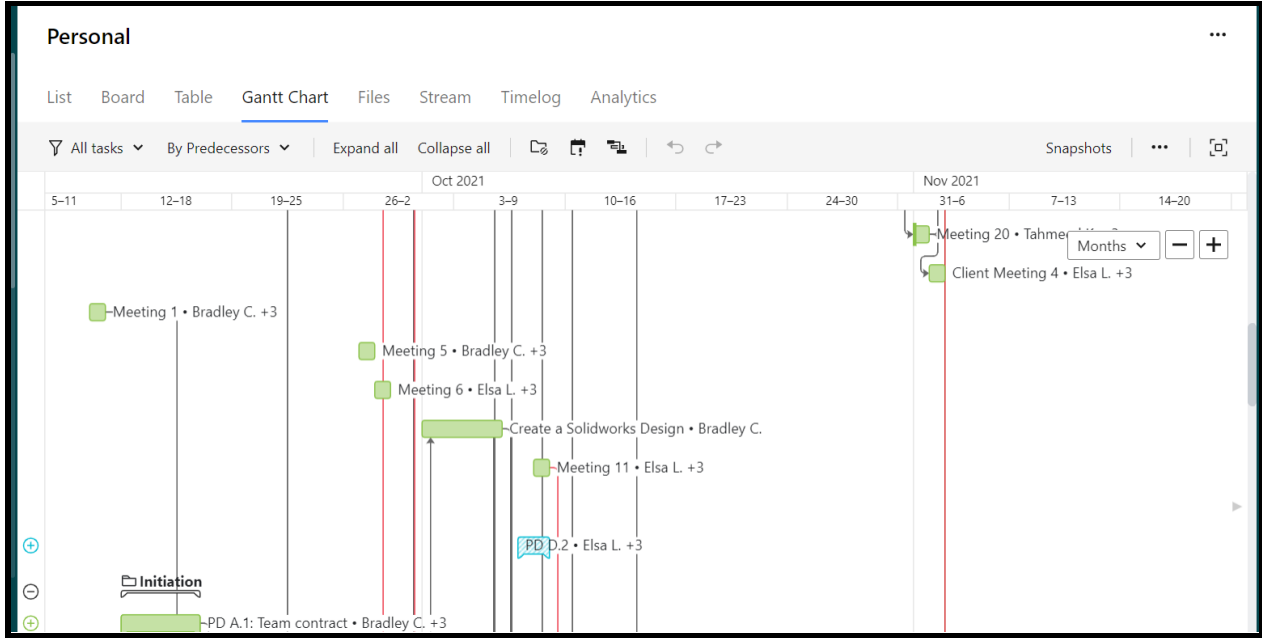 Personal
List Board Table Gantt Chart Files Stream Timelog Analytics
All tasks By Predecessors Expand all Collapse all Snapshots
Oct 2021 Nov 2021
5–11 12–18 19–25 26–2 3–9 10–16 17–23 24–30 31–6 7–13 14–20
Meeting 20 •
Months
Client Meeting 4 • Elsa L. +3
Meeting 1 • Bradley C. +3
Meeting 5 • Bradley C. +3
Meeting 6 • Elsa L. +3
Create a Solidworks Design • Bradley C.
Meeting 11 • Elsa L. +3
PD D.2 • Elsa L. +3
Initiation
PD A.1: Team contract • Bradley C. +3